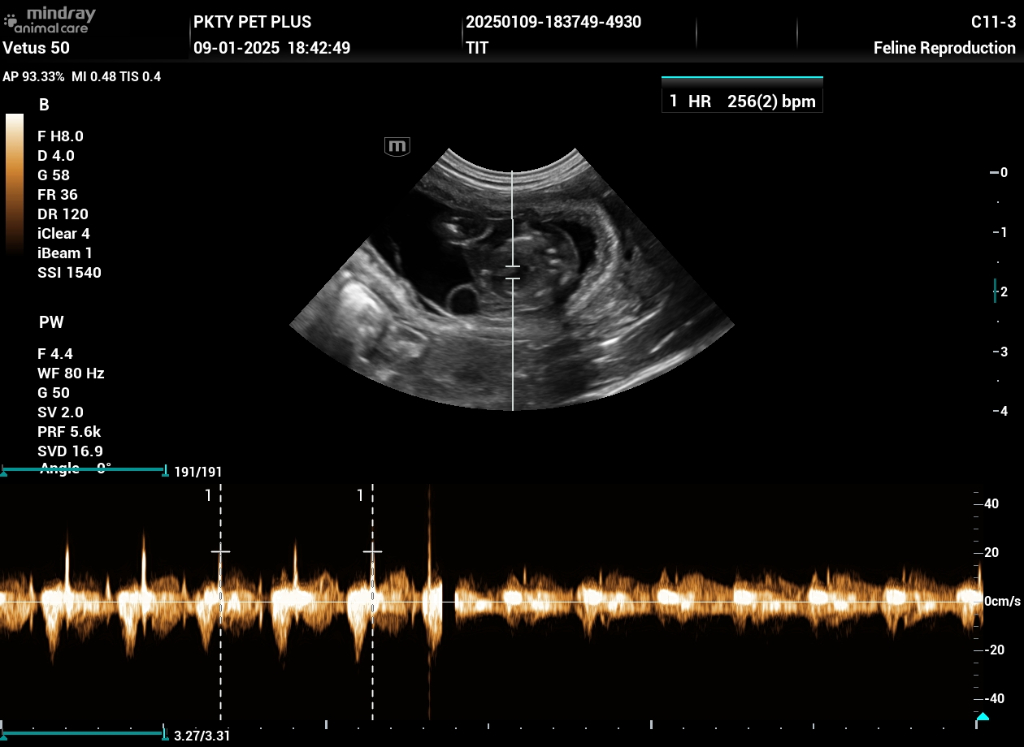 mindray
animalcare
PKTY PET PLUS
20250109-183749-4930
C11-3
Vetus 50
09-01-2025 18:42:49
TIT
Feline Reproduction
AP 93.33% MI 0.48 TIS 0.4
1 HR 256(2) bpm
B
F H8.0
D 4.0
G 58
FR 36
DR 120
iClear 4
iBeam 1
SSI 1540
m
0
1
2
3
4
PW
F 4.4
WF 80 Hz
G 50
SV 2.0
PRF 5.6k
SVD 16.9
Angle 0°
191/191
1
1
40
20
0cm/s
-20
-40
3.27/3.31